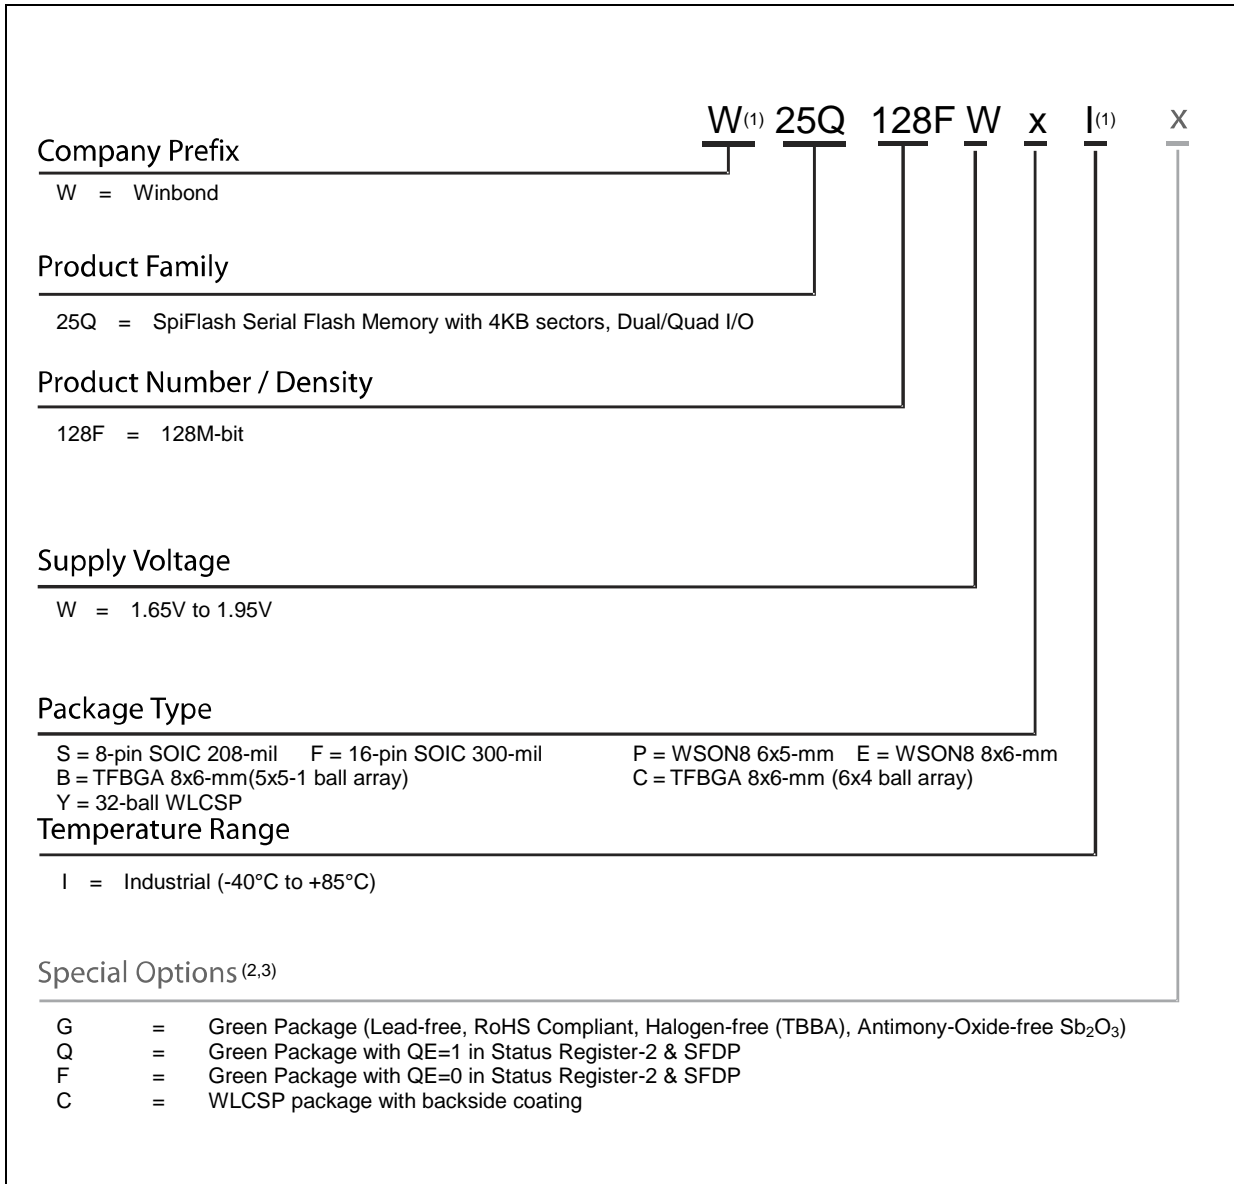 W(1) 25Q 128F W x I(1) x
Company Prefix
W = Winbond
Product Family
25Q = SpiFlash Serial Flash Memory with 4KB sectors, Dual/Quad I/O
Product Number / Density
128F = 128M-bit
Supply Voltage
W = 1.65V to 1.95V
Package Type
S = 8-pin SOIC 208-mil F = 16-pin SOIC 300-mil P = WSON8 6x5-mm E = WSON8 8x6-mm
B = TFBGA 8x6-mm(5x5-1 ball array) C = TFBGA 8x6-mm (6x4 ball array)
Y = 32-ball WLCSP
Temperature Range
I = Industrial (-40°C to +85°C)
Special Options (2,3)
G = Green Package (Lead-free, RoHS Compliant, Halogen-free (TBBA), Antimony-Oxide-free Sb₂O₃)
Q = Green Package with QE=1 in Status Register-2 & SFDP
F = Green Package with QE=0 in Status Register-2 & SFDP
C = WLCSP package with backside coating